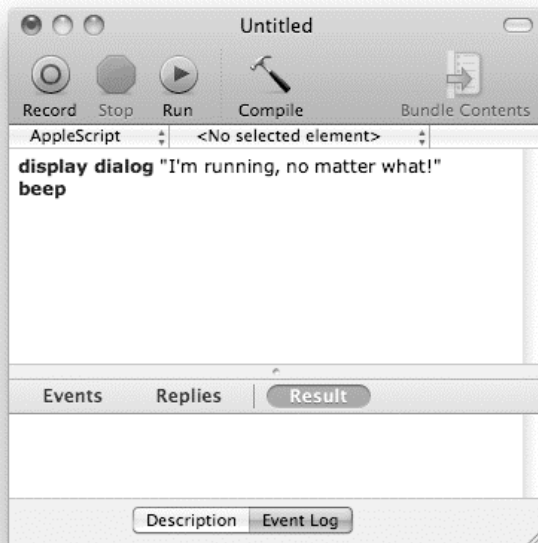 Untitled
Record Stop Run Compile Bundle Contents
AppleScript <No selected element>
display dialog "I'm running, no matter what!"
beep
Events Replies Result
Description Event Log